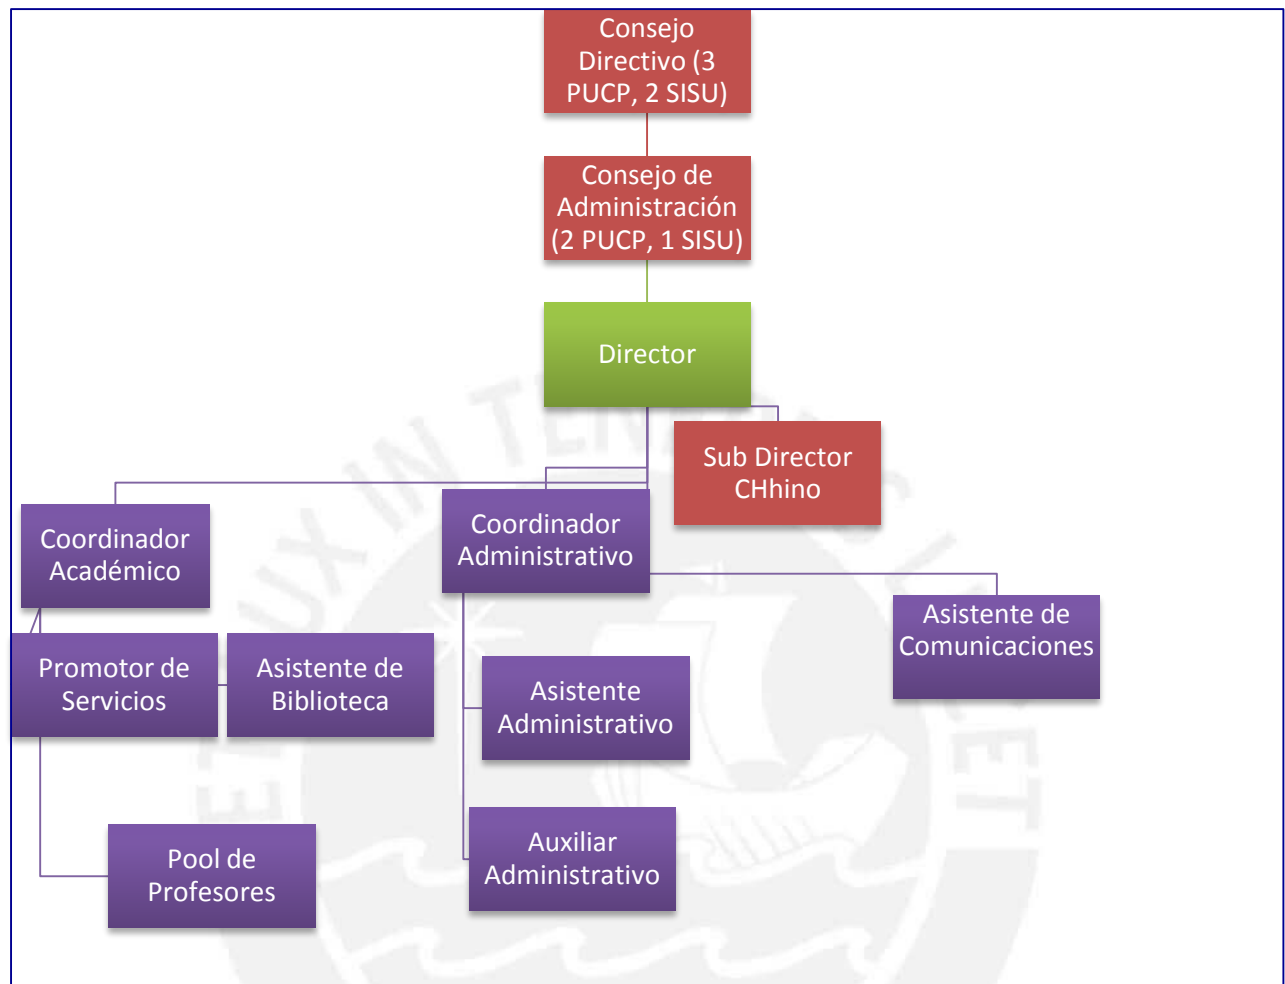 Consejo
Directivo (3
PUCP, 2 SISU)
Consejo de
Administración
(2 PUCP, 1 SISU)
Director
Sub Director
CHhino
Coordinador
Académico
Coordinador
Administrativo
Asistente de
Comunicaciones
Promotor de
Servicios
Asistente de
Biblioteca
Asistente
Administrativo
Pool de
Profesores
Auxiliar
Administrativo